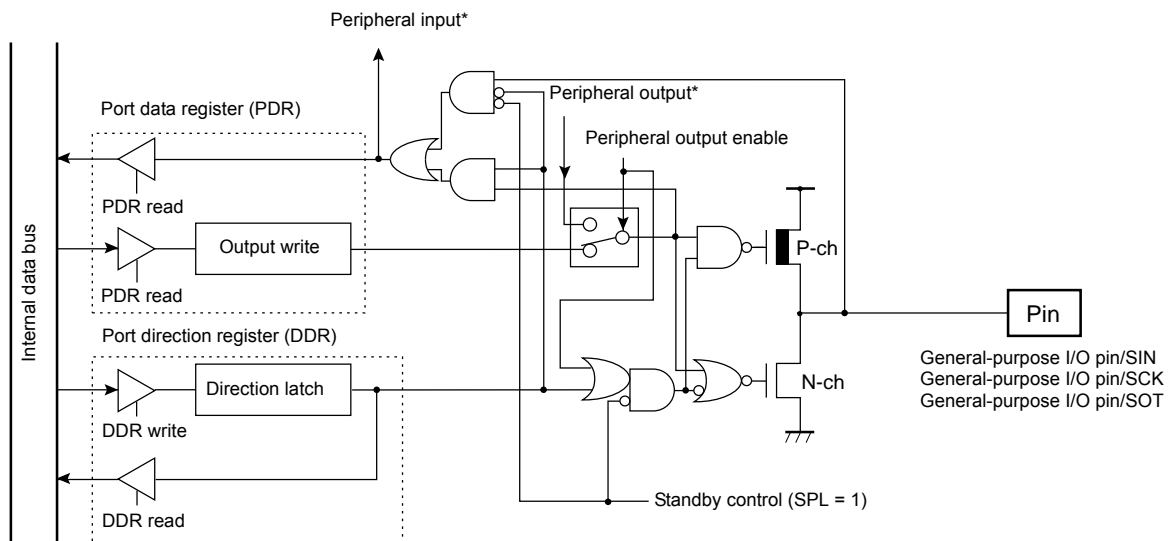 Peripheral input*
Port data register (PDR)
Peripheral output*
Peripheral output enable
PDR read
Output write
P-ch
PDR read
Internal data bus
Pin
Port direction register (DDR)
General-purpose I/O pin/SIN
General-purpose I/O pin/SCK
General-purpose I/O pin/SOT
Direction latch
N-ch
DDR write
Standby control (SPL = 1)
DDR read